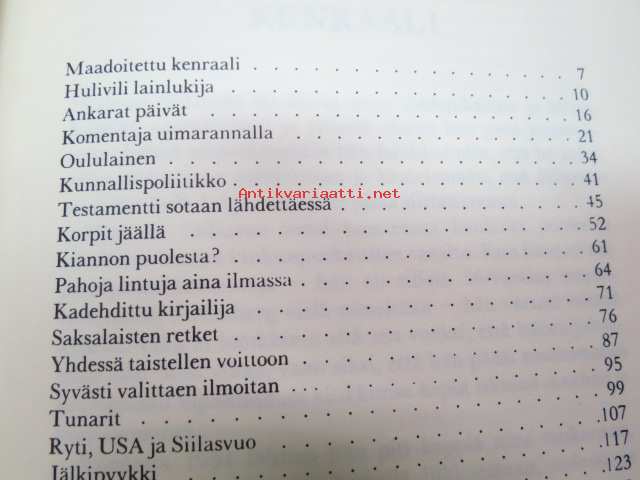 KENRAALI
Maadoitettu kenraali . . . . . . . . . . . . . 7
Hulivili lainlukija . . . . . . . . . . . . . . 10
Ankarat päivät . . . . . . . . . . . . . . . 16
Komentaja uimarannalla . . . . . . . . . . . . 21
Oululainen . . . . . . . . . . . . . . . . 34
Kunnallispoliitikko . . . . . . . . . . . . . . 41
Antikvariaatti.net
Testamentti sotaan lähdettäessä . . . . . . . . . . 45
Korpit jäällä . . . . . . . . . . . . . . . . 52
Kiannon puolesta? . . . . . . . . . . . . . . 61
Pahoja lintuja aina ilmassa . . . . . . . . . . . . 64
Kadehdittu kirjailija . . . . . . . . . . . . . . 71
Saksalaisten retket . . . . . . . . . . . . . . 76
Yhdessä taistellen voittoon . . . . . . . . . . . . 87
Syvästi valittaen ilmoitan . . . . . . . . . . . . . 95
Tunarit . . . . . . . . . . . . . . . . . . 99
Ryti, USA ja Siilasvuo . . . . . . . . . . . . . 107
Jälkipyykki . . . . . . . . . . . . . . . . 117
123